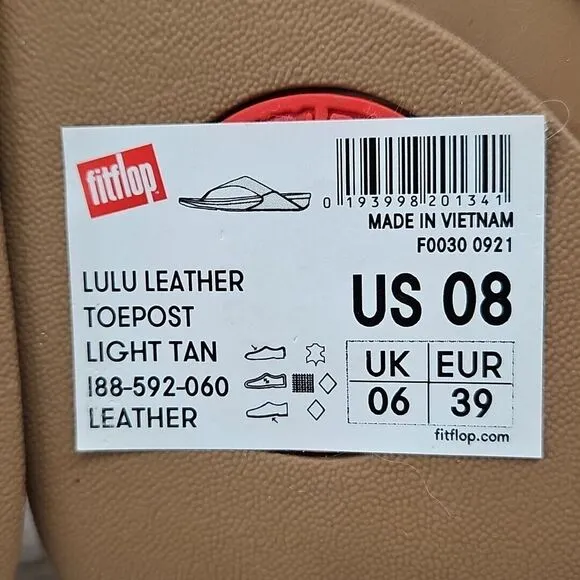 fitflop
0 193998 201341
MADE IN VIETNAM
F0030 0921
LULU LEATHER
TOEPOST
LIGHT TAN
I88-592-060
LEATHER
US 08
UK EUR
06 39
fitflop.com